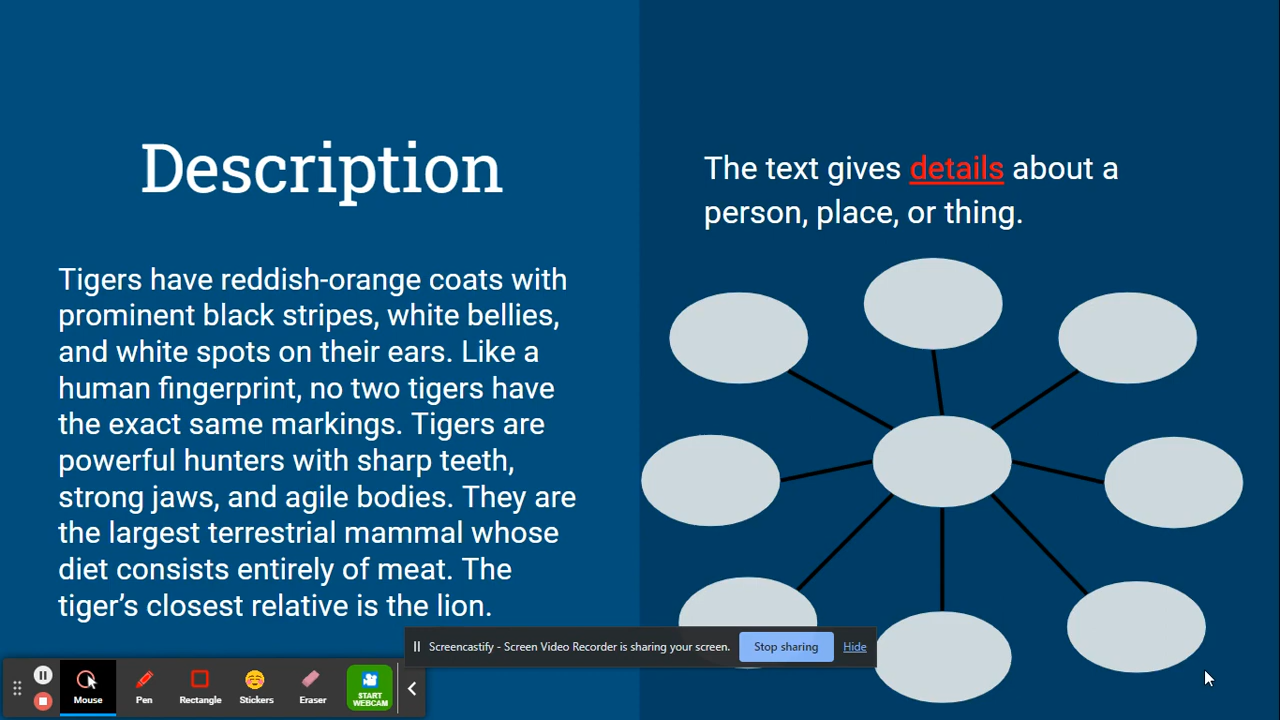 Description
Tigers have reddish-orange coats with
prominent black stripes, white bellies,
and white spots on their ears. Like a
human fingerprint, no two tigers have
the exact same markings. Tigers are
powerful hunters with sharp teeth,
strong jaws, and agile bodies. They are
the largest terrestrial mammal whose
diet consists entirely of meat. The
tiger’s closest relative is the lion.
The text gives details about a
person, place, or thing.
Screencastify - Screen Video Recorder is sharing your screen.
Stop sharing
Hide
Mouse
Pen
Rectangle
Stickers
Eraser
START
WEBCAM